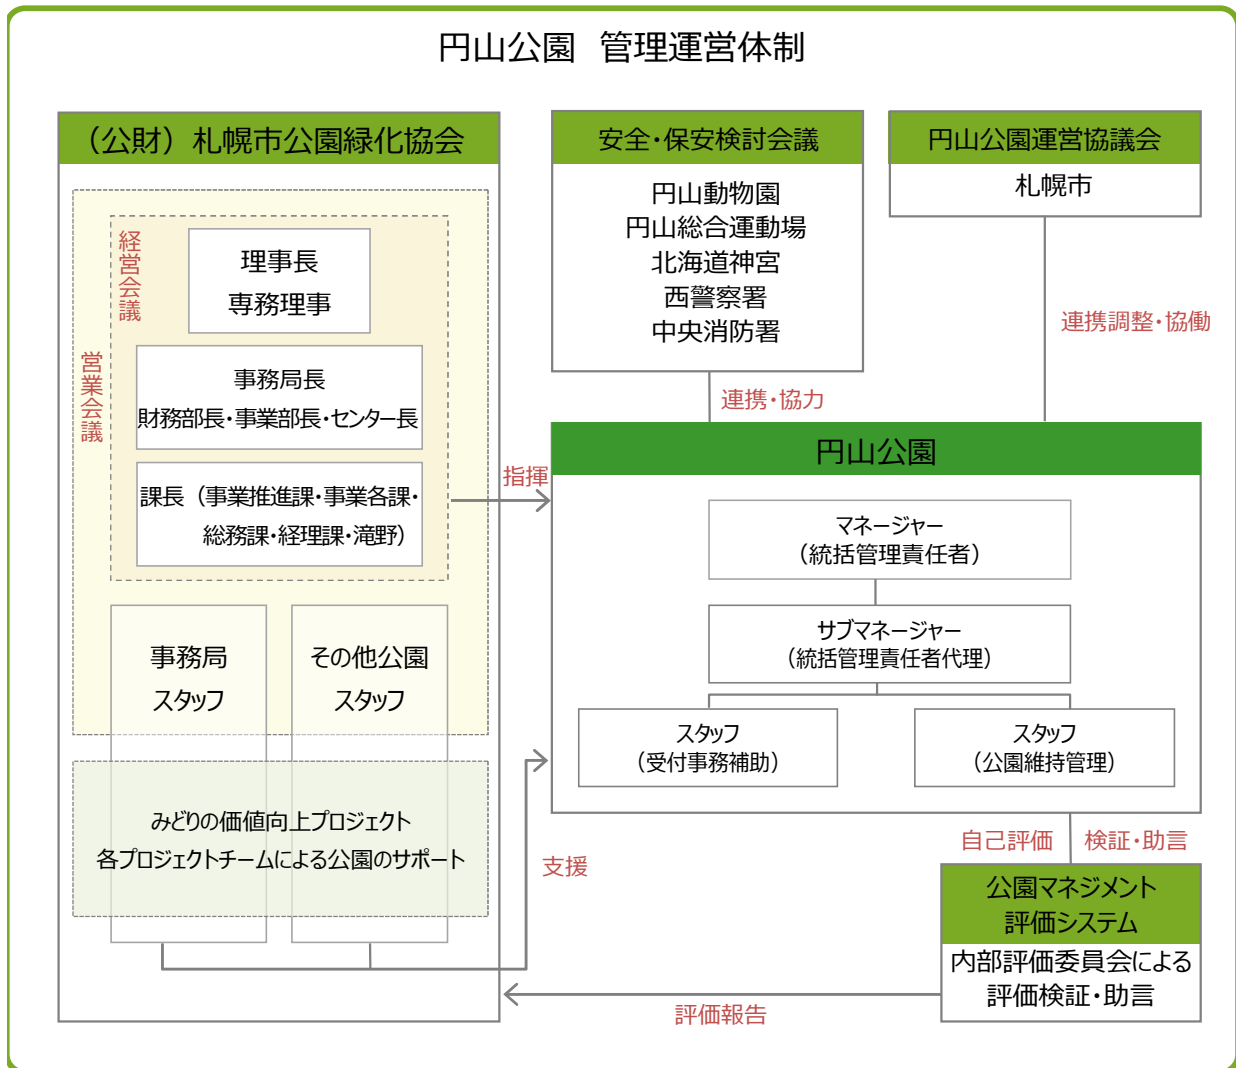 円山公園 管理運営体制
（公財）札幌市公園緑化協会
経営会議
営業会議
理事長
専務理事
事務局長
財務部長・事業部長・センター長
課長（事業推進課・事業各課・
総務課・経理課・滝野）
事務局
スタッフ
その他公園
スタッフ
みどりの価値向上プロジェクト
各プロジェクトチームによる公園のサポート
安全・保安検討会議
円山動物園
円山総合運動場
北海道神宮
西警察署
中央消防署
連携・協力
円山公園運営協議会
札幌市
連携調整・協働
指揮
円山公園
マネージャー
（統括管理責任者）
サブマネージャー
（統括管理責任者代理）
スタッフ
（受付事務補助）
スタッフ
（公園維持管理）
支援
自己評価
検証・助言
公園マネジメント
評価システム
内部評価委員会による
評価検証・助言
評価報告